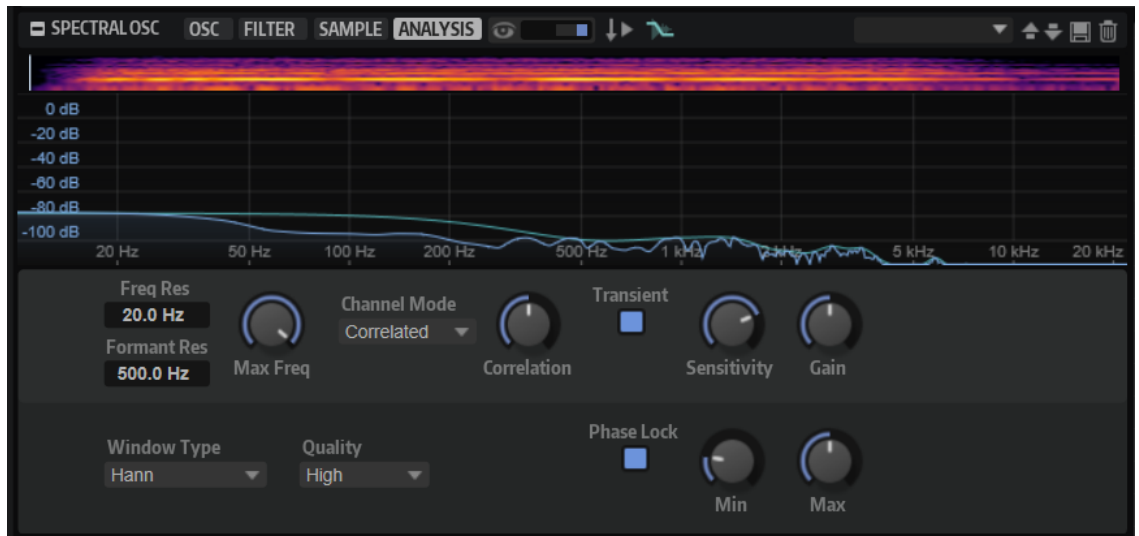 SPECTRAL OSC OSC FILTER SAMPLE ANALYSIS
0 dB
-20 dB
-40 dB
-60 dB
-80 dB
-100 dB
20 Hz 50 Hz 100 Hz 200 Hz 500 Hz 1 kHz 2 kHz 5 kHz 10 kHz 20 kHz
Freq Res
20.0 Hz
Formant Res
500.0 Hz
Max Freq
Channel Mode
Correlated
Correlation
Transient
Sensitivity
Gain
Window Type
Hann
Quality
High
Phase Lock
Min
Max